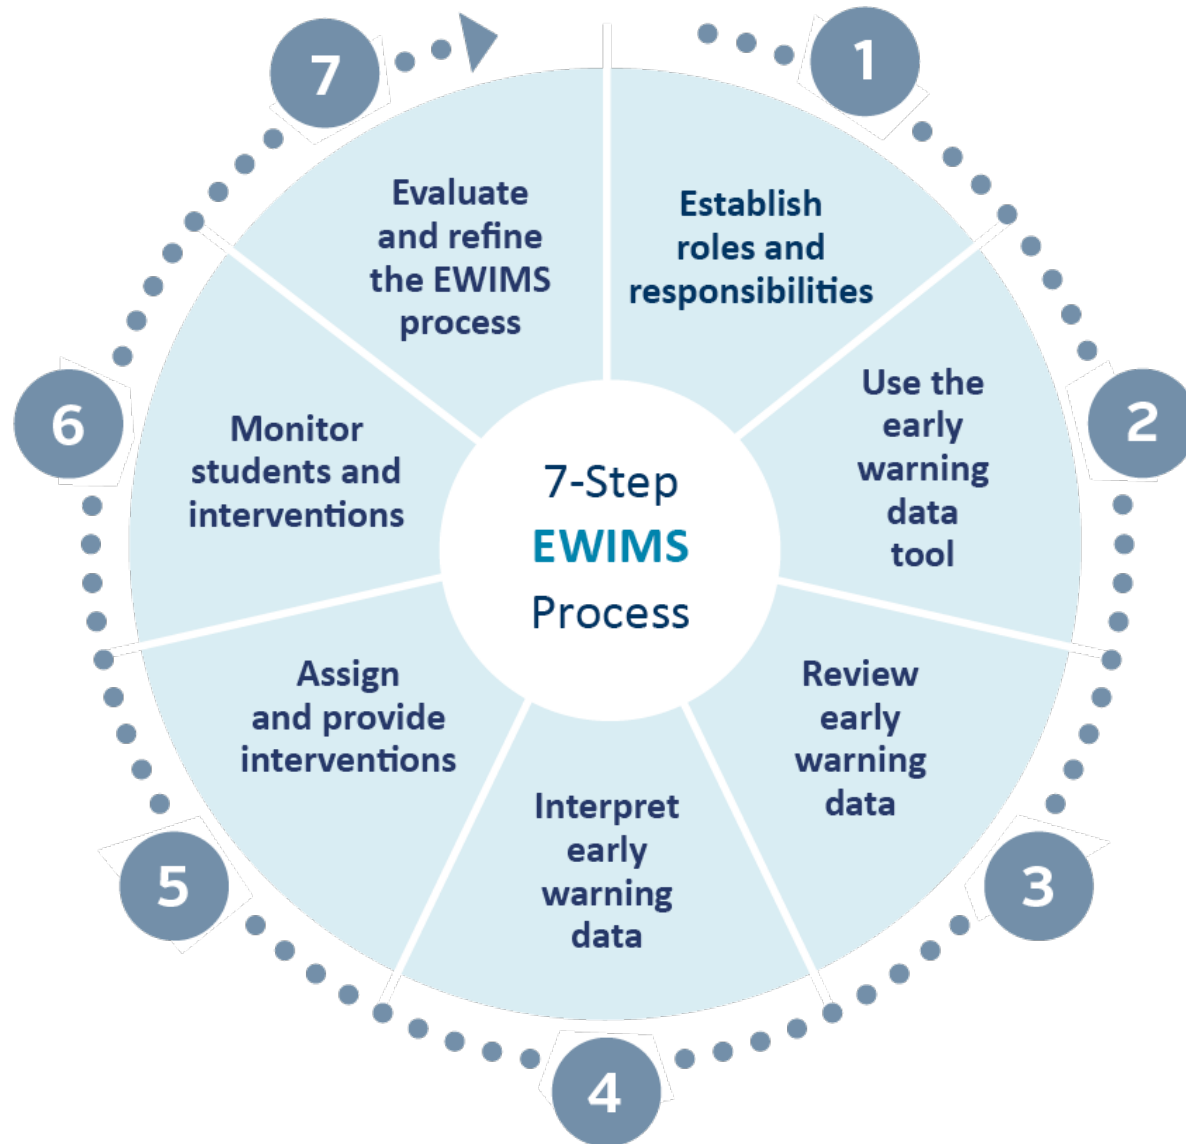 7-Step
EWIMS
Process
1
Establish
roles and
responsibilities
2
Use the
early
warning
data
tool
3
Review
early
warning
data
4
Interpret
early
warning
data
5
Assign
and provide
interventions
6
Monitor
students and
interventions
7
Evaluate
and refine
the EWIMS
process